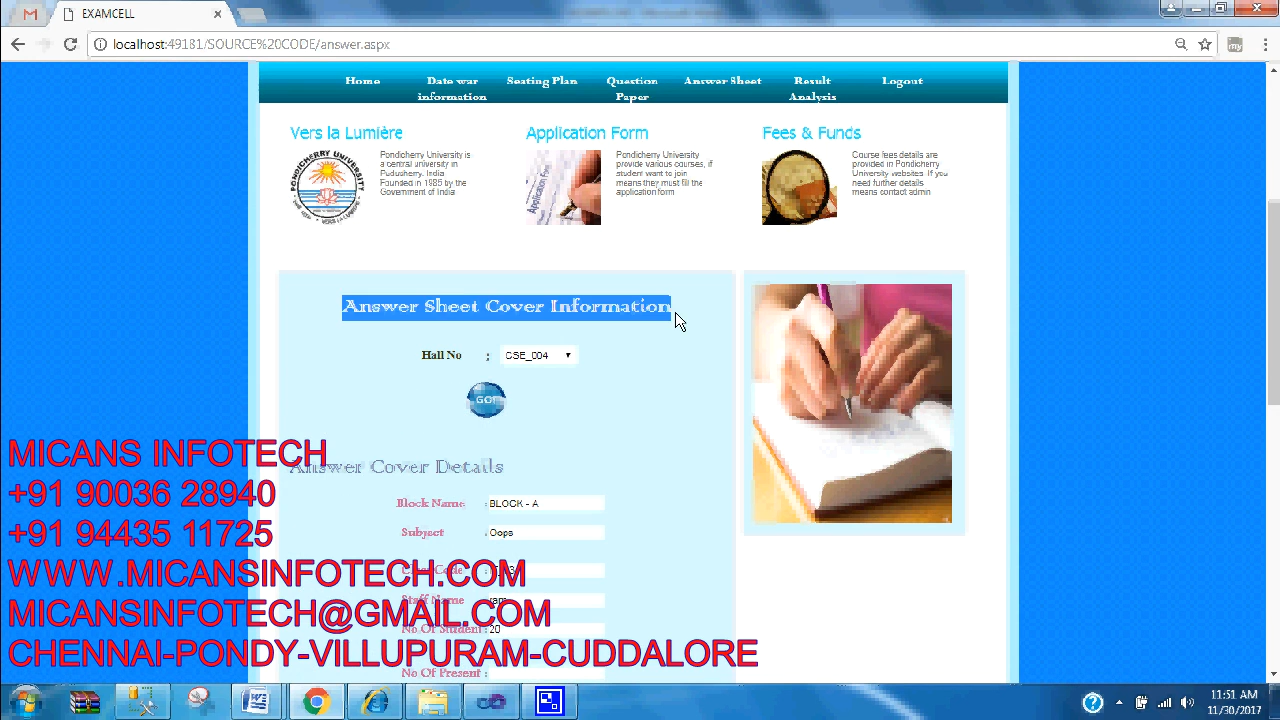 EXAMCELL
localhost:49181/SOURCE%20CODE/answer.aspx
Home Date war information Seating Plan Question Paper Answer Sheet Result Analysis Logout
Vers la Lumière
PONDICHERRY UNIVERSITY
Pondicherry University is
a central university in
Puducherry, India
Founded in 1985 by the
Government of India
Application Form
Application Form
Pondicherry University
provide various courses, if
student want to join
means they must fill the
application form
Fees & Funds
Course fees details are
provided in Pondicherry
University websites. If you
need further details
means contact admin
Answer Sheet Cover Information
Hall No : CSE_004
GO!
Answer Cover Details
Block Name : BLOCK - A
Subject : Oops
Staff Name
No Of Student : 20
No Of Present :
MICANS INFOTECH
+91 90036 28940
+91 94435 11725
WWW.MICANSINFOTECH.COM
MICANSINFOTECH@GMAIL.COM
CHENNAI-PONDY-VILLUPURAM-CUDDALORE
11:51 AM
11/30/2017